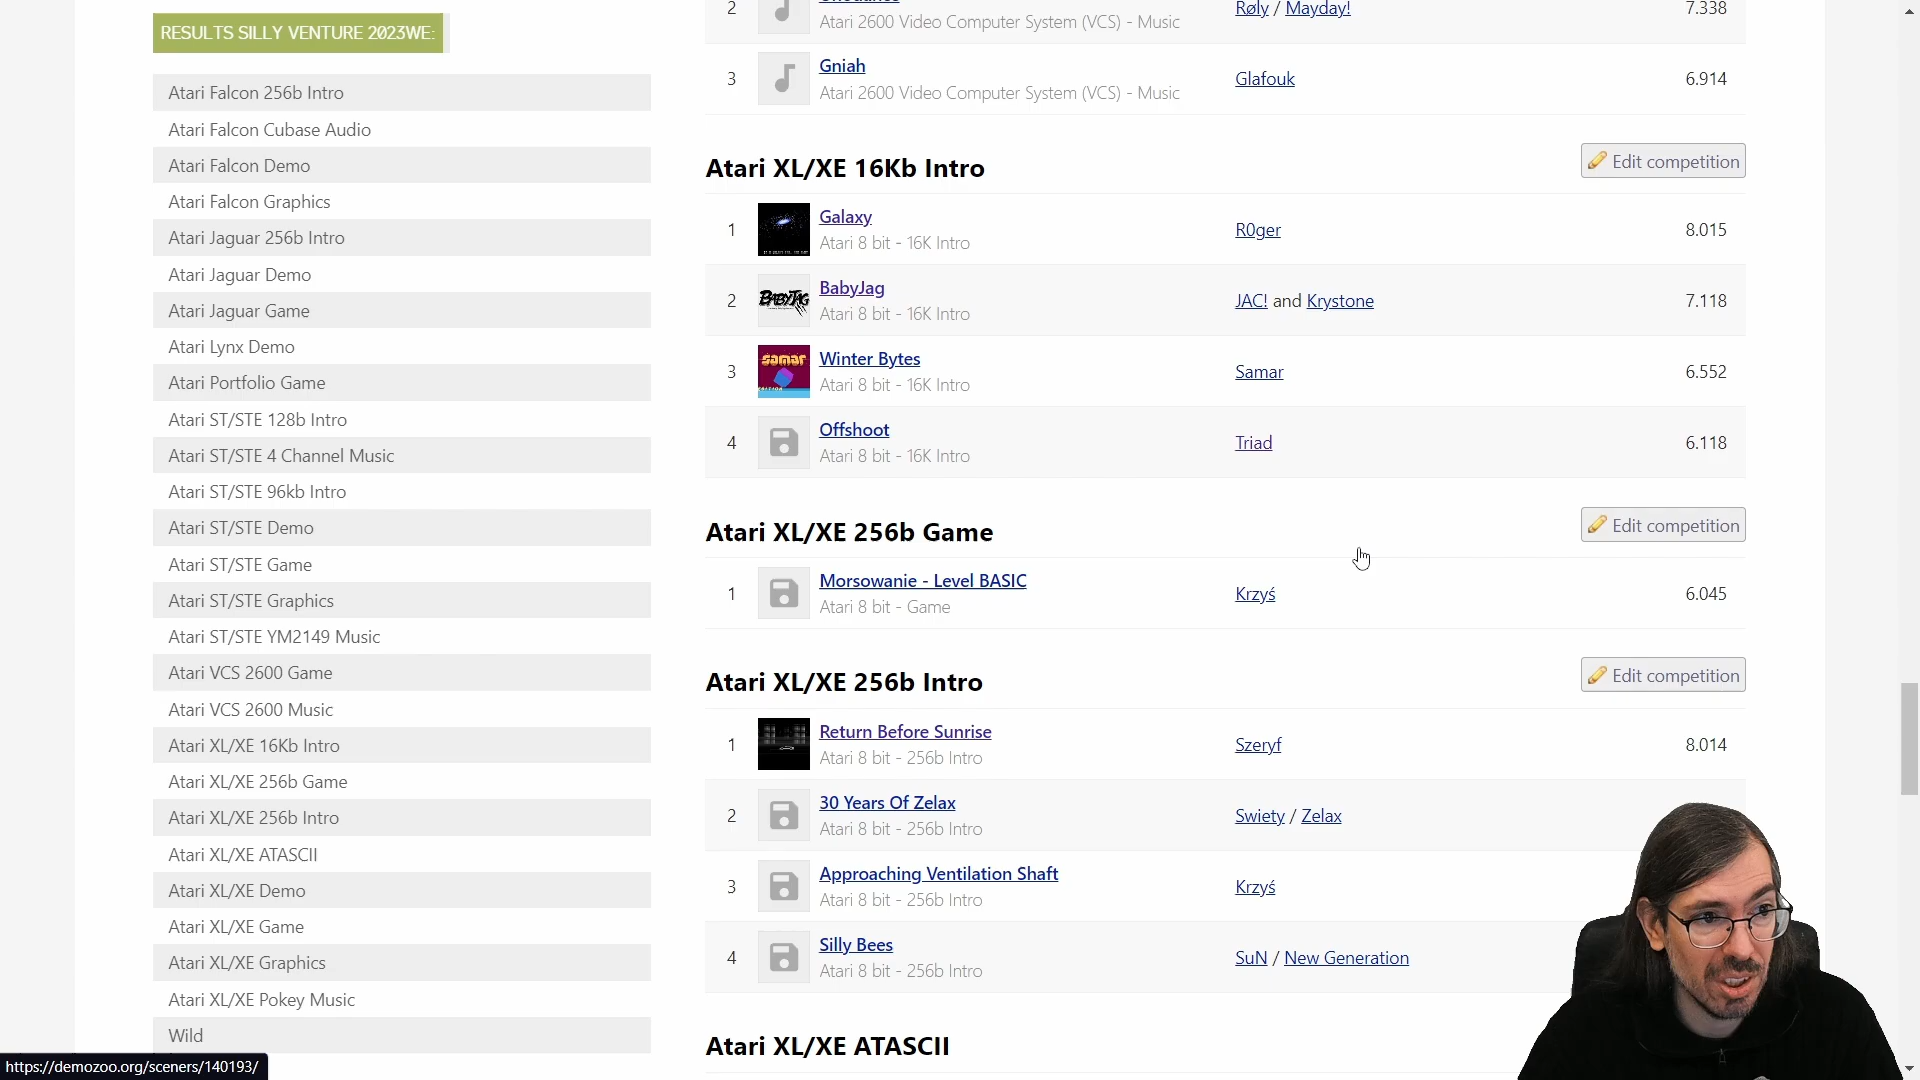 RESULTS SILLY VENTURE 2023WE:
Atari Falcon 256b Intro
Atari Falcon Cubase Audio
Atari Falcon Demo
Atari Falcon Graphics
Atari Jaguar 256b Intro
Atari Jaguar Demo
Atari Jaguar Game
Atari Lynx Demo
Atari Portfolio Game
Atari ST/STE 128b Intro
Atari ST/STE 4 Channel Music
Atari ST/STE 96kb Intro
Atari ST/STE Demo
Atari ST/STE Game
Atari ST/STE Graphics
Atari ST/STE YM2149 Music
Atari VCS 2600 Game
Atari VCS 2600 Music
Atari XL/XE 16Kb Intro
Atari XL/XE 256b Game
Atari XL/XE 256b Intro
Atari XL/XE ATASCII
Atari XL/XE Demo
Atari XL/XE Game
Atari XL/XE Graphics
Atari XL/XE Pokey Music
Wild
https://demozoo.org/sceners/140193/
2 Røly / Mayday! 7.338
Atari 2600 Video Computer System (VCS) - Music
3 Gniah Glafouk 6.914
Atari 2600 Video Computer System (VCS) - Music
Atari XL/XE 16Kb Intro Edit competition
1 Galaxy R0ger 8.015
Atari 8 bit - 16K Intro
2 BABYJAG BabyJag JAC! and Krystone 7.118
Atari 8 bit - 16K Intro
3 samar Winter Bytes Samar 6.552
Atari 8 bit - 16K Intro
4 Offshoot Triad 6.118
Atari 8 bit - 16K Intro
Atari XL/XE 256b Game Edit competition
1 Morsowanie - Level BASIC Krzyś 6.045
Atari 8 bit - Game
Atari XL/XE 256b Intro Edit competition
1 Return Before Sunrise Szeryf 8.014
Atari 8 bit - 256b Intro
2 30 Years Of Zelax Swiety / Zelax
Atari 8 bit - 256b Intro
3 Approaching Ventilation Shaft Krzyś
Atari 8 bit - 256b Intro
4 Silly Bees SuN / New Generation
Atari 8 bit - 256b Intro
Atari XL/XE ATASCII